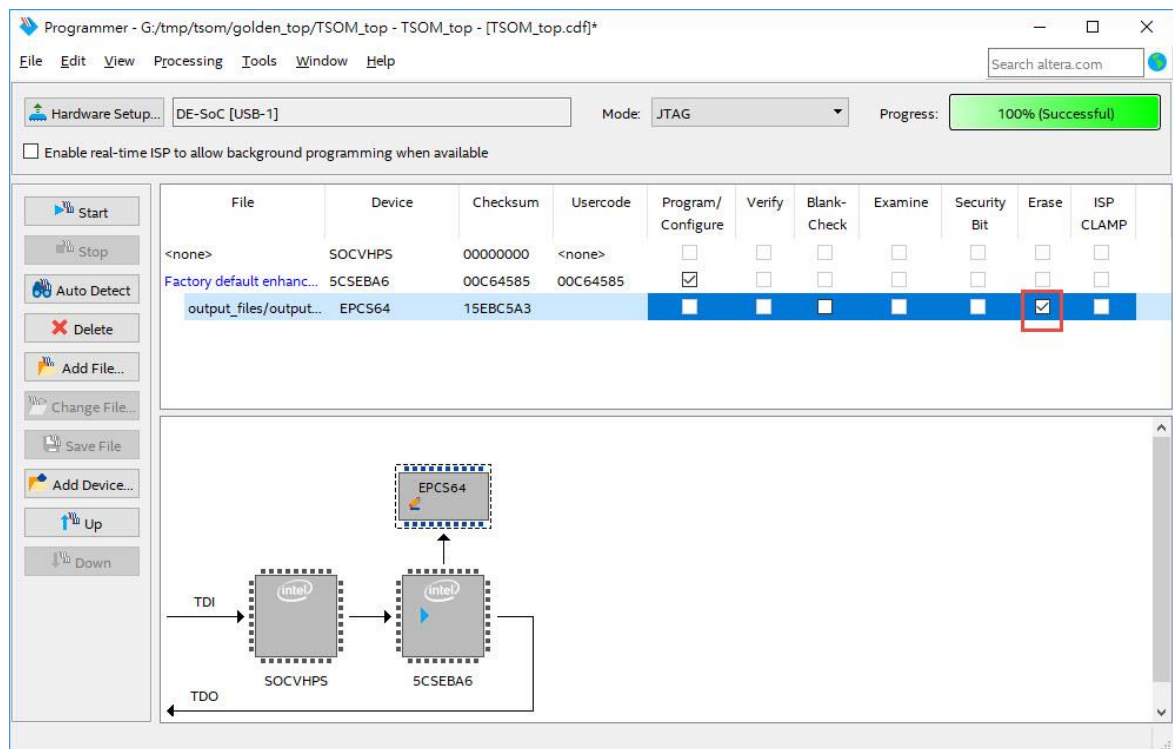 Programmer - G:/tmp/tsom/golden_top/TSOM_top - TSOM_top - [TSOM_top.cdf]*
File Edit View Processing Tools Window Help
Search altera.com
Hardware Setup... DE-SoC [USB-1] Mode: JTAG Progress: 100% (Successful)
Enable real-time ISP to allow background programming when available
Start
Stop
Auto Detect
Delete
Add File...
Change File...
Save File
Add Device...
Up
Down
File Device Checksum Usercode Program/ Configure Verify Blank- Check Examine Security Bit Erase ISP CLAMP
<none> SOCVHPS 00000000 <none>
Factory default enhanc... 5CSEBA6 00C64585 00C64585
output_files/output... EPCS64 15EBC5A3
EPCS64
TDI
intel
intel
SOCVHPS 5CSEBA6
TDO